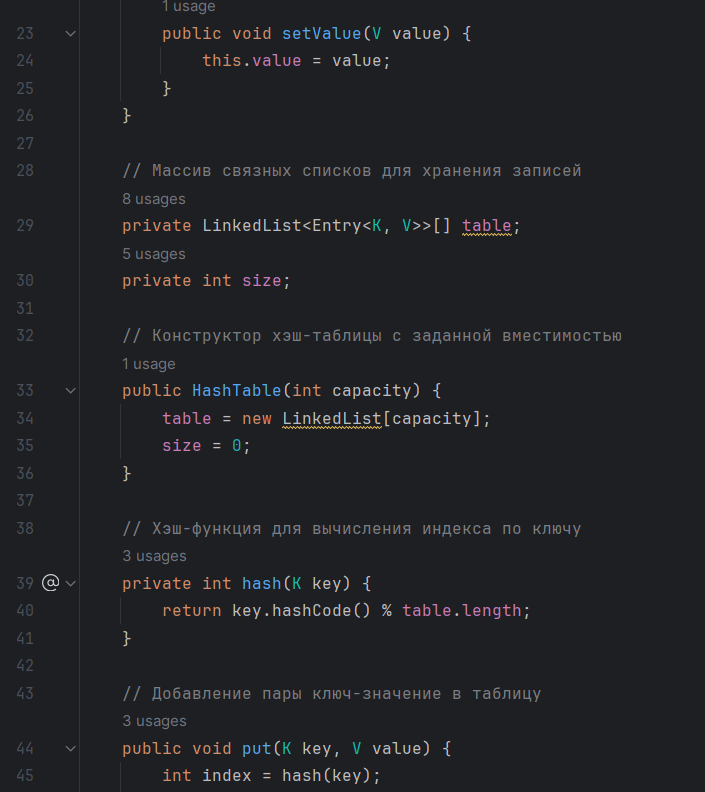 1 usage
23 public void setValue(V value) {
24 this.value = value;
25 }
26 }
27
28 // Массив связных списков для хранения записей
8 usages
29 private LinkedList<Entry<K, V>>[] table;
5 usages
30 private int size;
31
32 // Конструктор хэш-таблицы с заданной вместимостью
1 usage
33 public HashTable(int capacity) {
34 table = new LinkedList[capacity];
35 size = 0;
36 }
37
38 // Хэш-функция для вычисления индекса по ключу
3 usages
39 @ private int hash(K key) {
40 return key.hashCode() % table.length;
41 }
42
43 // Добавление пары ключ-значение в таблицу
3 usages
44 public void put(K key, V value) {
45 int index = hash(key);